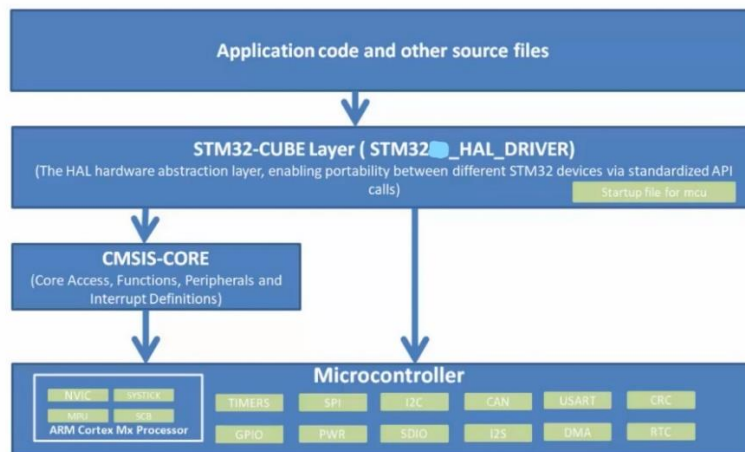 Application code and other source files
STM32-CUBE Layer ( STM32 _HAL_DRIVER)
(The HAL hardware abstraction layer, enabling portability between different STM32 devices via standardized API
calls)
Startup file for mcu
CMSIS-CORE
(Core Access, Functions, Peripherals and
Interrupt Definitions)
Microcontroller
NVIC SYSTICK
MPU SCB
ARM Cortex Mx Processor
TIMERS SPI I2C CAN USART CRC
GPIO PWR SDIO I2S DMA RTC